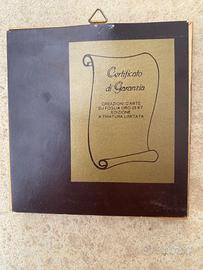 Certificato
di Garanzia
CREAZIONI D'ARTE
SU FOGLIA ORO 23 KT
EDIZIONE
A TIRATURA LIMITATA